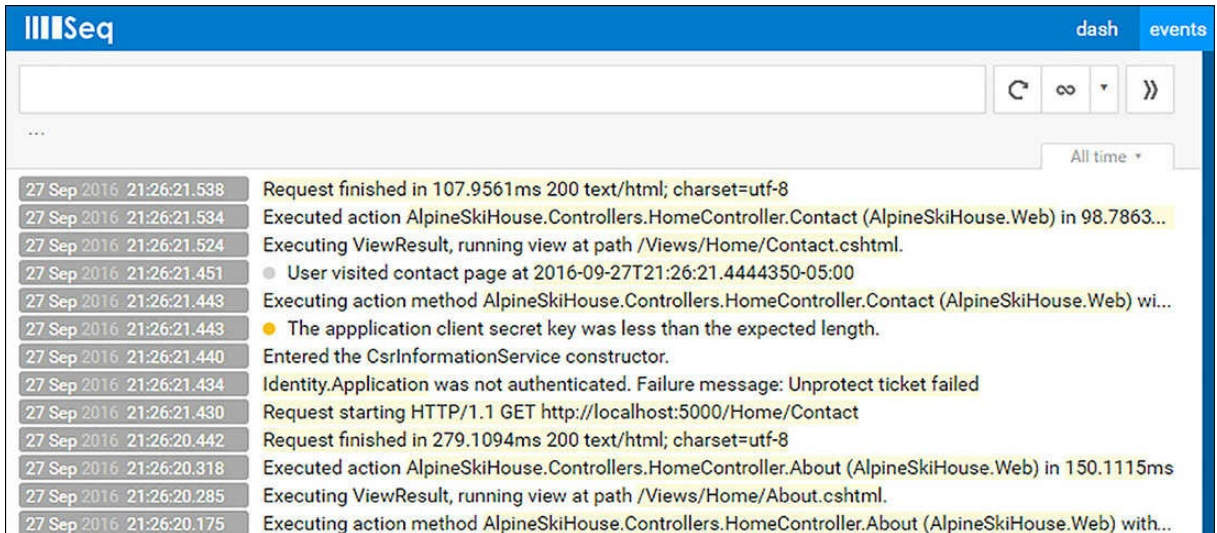 Seq
dash events
...
All time
27 Sep 2016 21:26:21.538 Request finished in 107.9561ms 200 text/html; charset=utf-8
27 Sep 2016 21:26:21.534 Executed action AlpineSkiHouse.Controllers.HomeController.Contact (AlpineSkiHouse.Web) in 98.7863...
27 Sep 2016 21:26:21.524 Executing ViewResult, running view at path /Views/Home/Contact.cshtml.
27 Sep 2016 21:26:21.451 User visited contact page at 2016-09-27T21:26:21.4444350-05:00
27 Sep 2016 21:26:21.443 Executing action method AlpineSkiHouse.Controllers.HomeController.Contact (AlpineSkiHouse.Web) wi...
27 Sep 2016 21:26:21.443 The appplication client secret key was less than the expected length.
27 Sep 2016 21:26:21.440 Entered the CsrInformationService constructor.
27 Sep 2016 21:26:21.434 Identity.Application was not authenticated. Failure message: Unprotect ticket failed
27 Sep 2016 21:26:21.430 Request starting HTTP/1.1 GET http://localhost:5000/Home/Contact
27 Sep 2016 21:26:20.442 Request finished in 279.1094ms 200 text/html; charset=utf-8
27 Sep 2016 21:26:20.318 Executed action AlpineSkiHouse.Controllers.HomeController.About (AlpineSkiHouse.Web) in 150.1115ms
27 Sep 2016 21:26:20.285 Executing ViewResult, running view at path /Views/Home/About.cshtml.
27 Sep 2016 21:26:20.175 Executing action method AlpineSkiHouse.Controllers.HomeController.About (AlpineSkiHouse.Web) with...